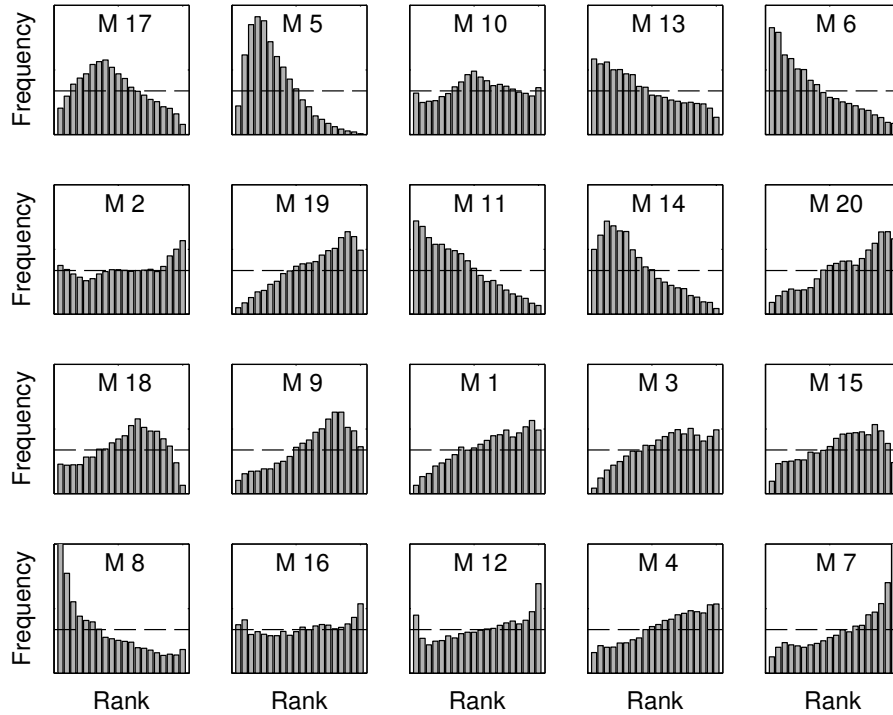 Frequency
M 17
M 5
M 10
M 13
M 6
Frequency
M 2
M 19
M 11
M 14
M 20
Frequency
M 18
M 9
M 1
M 3
M 15
Frequency
M 8
M 16
M 12
M 4
M 7
Rank
Rank
Rank
Rank
Rank